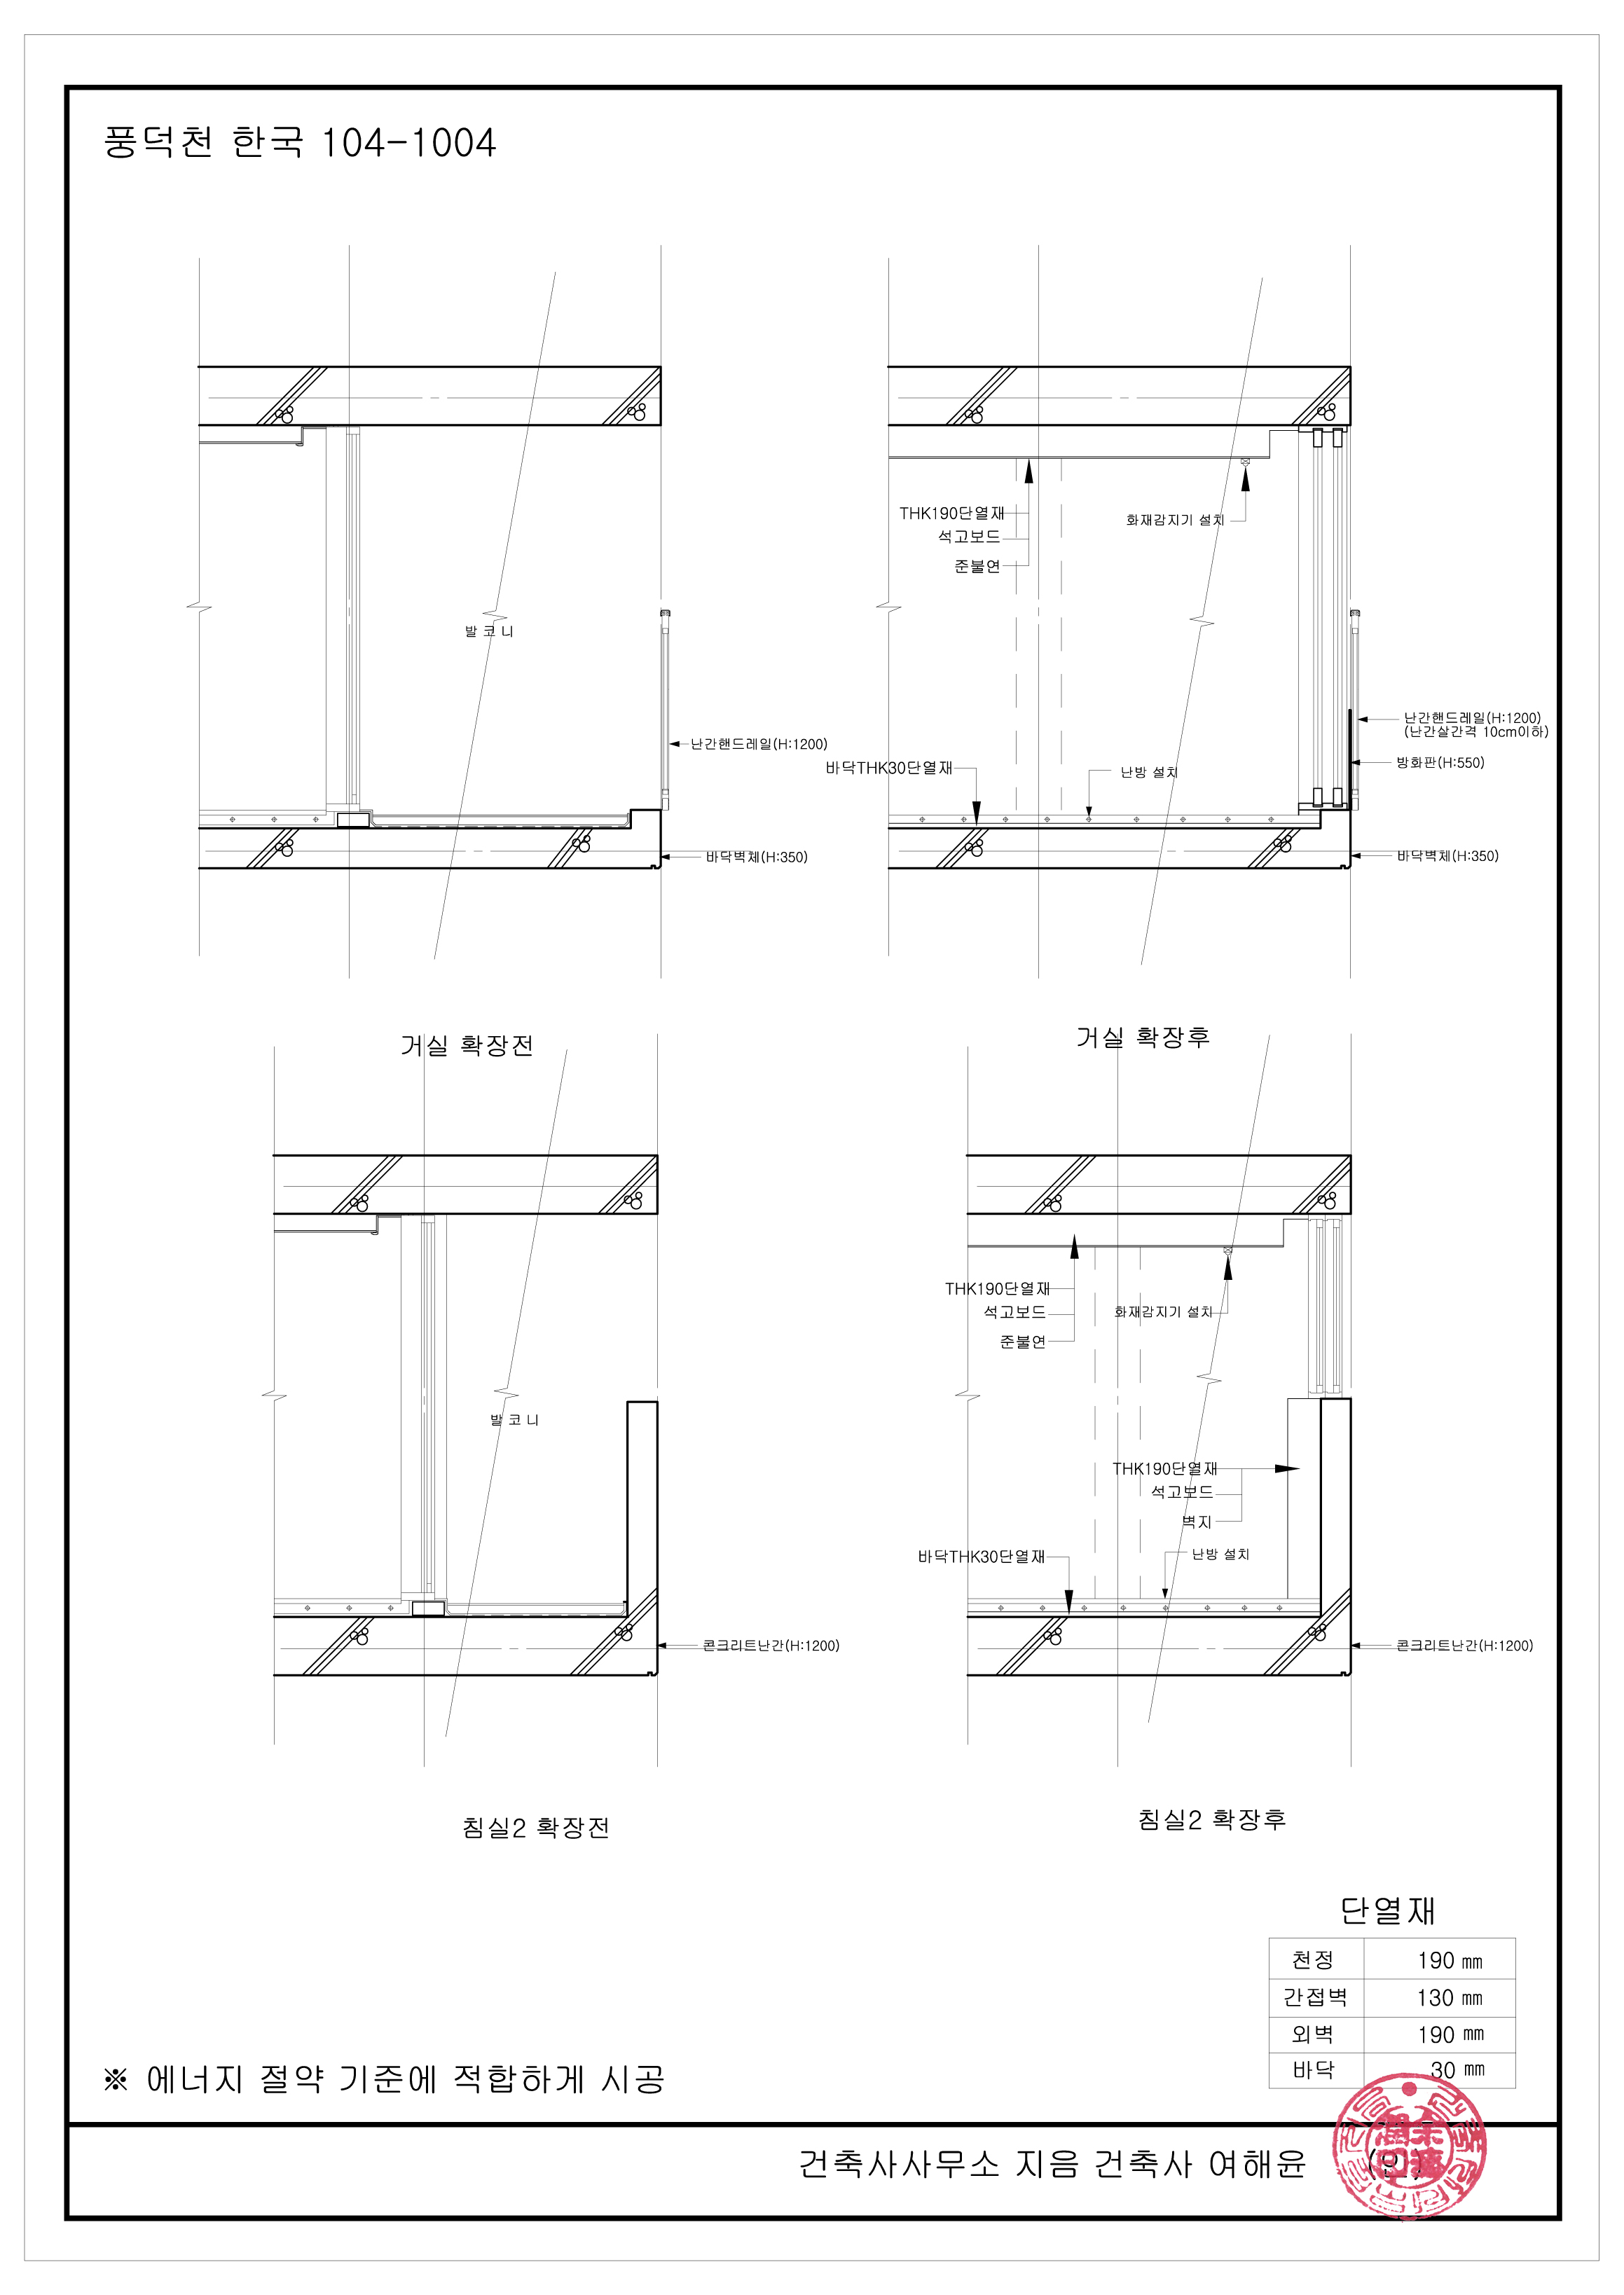 풍덕천 한국 104-1004
THK190단열재
석고보드
준불연
화재감지기 설치
발 코 니
난간핸드레일(H:1200)
바닥벽체(H:350)
바닥THK30단열재
난방 설치
난간핸드레일(H:1200)
(난간살간격 10cm이하)
방화판(H:550)
바닥벽체(H:350)
거실 확장전
거실 확장후
발 코 니
콘크리트난간(H:1200)
THK190단열재
석고보드
준불연
화재감지기 설치
THK190단열재
석고보드
벽지
바닥THK30단열재
난방 설치
콘크리트난간(H:1200)
침실2 확장전
침실2 확장후
단열재
천정 190 ㎜
간접벽 130 ㎜
외벽 190 ㎜
바닥 30 ㎜
※ 에너지 절약 기준에 적합하게 시공
건축사사무소 지음 건축사 여해윤 (인)